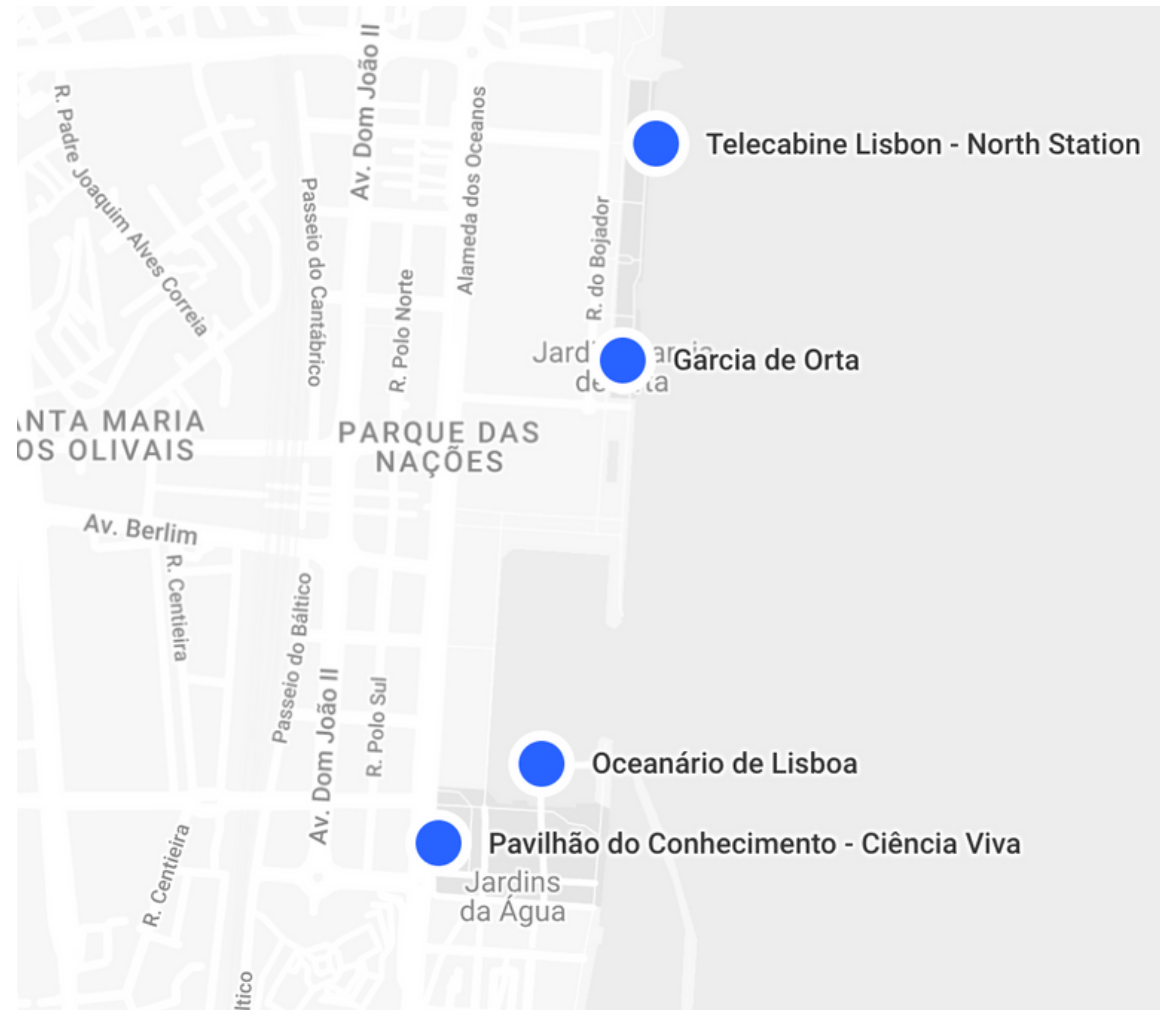 Av. Dom João II
R. Padre Joaquim Alves Correia
Alameda dos Oceanos
Telecabine Lisbon - North Station
Passeio do Cantábrico
R. do Bojador
R. Polo Norte
Garcia de Orta
ANTA MARIA
OS OLIVAIS
PARQUE DAS
NAÇÕES
Av. Berlim
R. Centieira
Passeio do Báltico
Av. Dom João II
R. Polo Sul
Oceanário de Lisboa
Pavilhão do Conhecimento - Ciência Viva
R. Centieira
Jardins
da Água
ltico